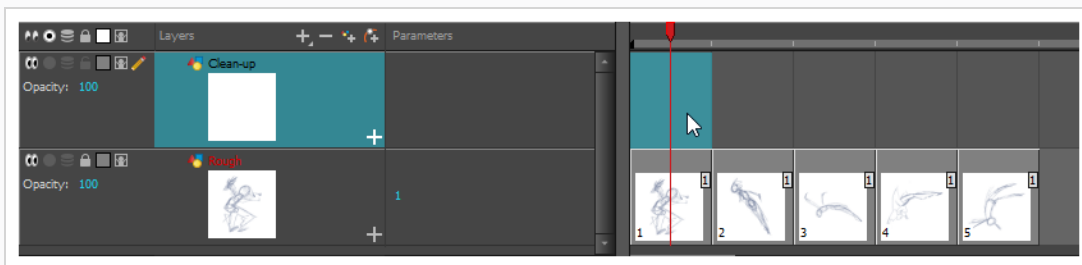 Layers Parameters
Clean-up
Opacity: 100
Rough
Opacity: 100
1
1 1 1 1 1
1 2 3 4 5